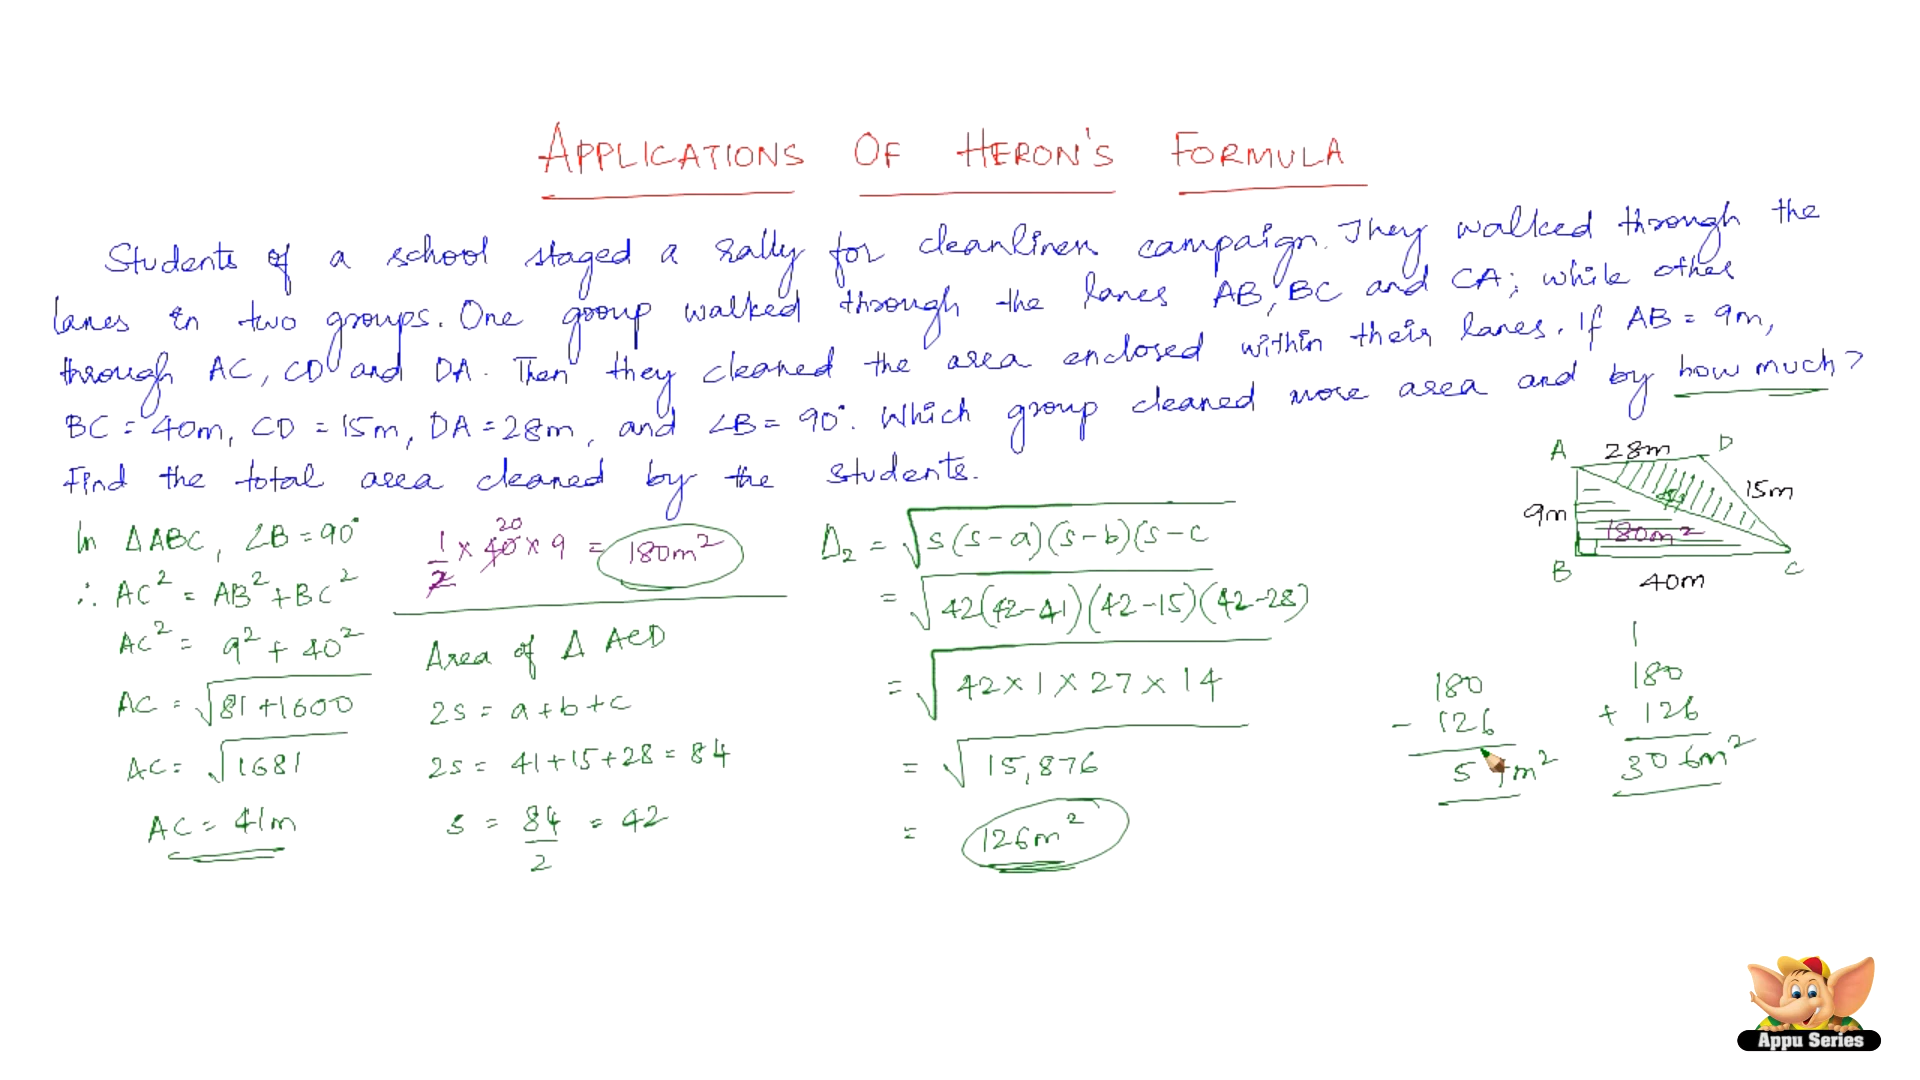 APPLICATIONS OF HERON'S FORMULA
Students of a school staged a rally for cleanliness campaign. They walked through the
lanes in two groups. One group walked through the lanes AB, BC and CA; while other
through AC, CD and DA. Then they cleaned the area enclosed within their lanes. If AB = 9m,
BC = 40m, CD = 15m, DA = 28m, and ∠B = 90°. Which group cleaned more area and by how much?
Find the total area cleaned by the students.
In ΔABC, ∠B = 90°
∴ AC² = AB² + BC²
AC² = 9² + 40²
AC = √81+1600
AC = √1681
AC = 41m
1/2 × 40 × 9 = 180m²
20
Area of Δ ACD
2s = a+b+c
2s = 41+15+28 = 84
s = 84/2 = 42
Δ₂ = √s(s-a)(s-b)(s-c
= √42(42-41)(42-15)(42-28)
= √42×1×27×14
= √15,876
= 126m²
A 28m D
15m
9m
41
180m²
B 40m C
180
- 126
5 m²
1
180
+ 126
306m²
Appu Series